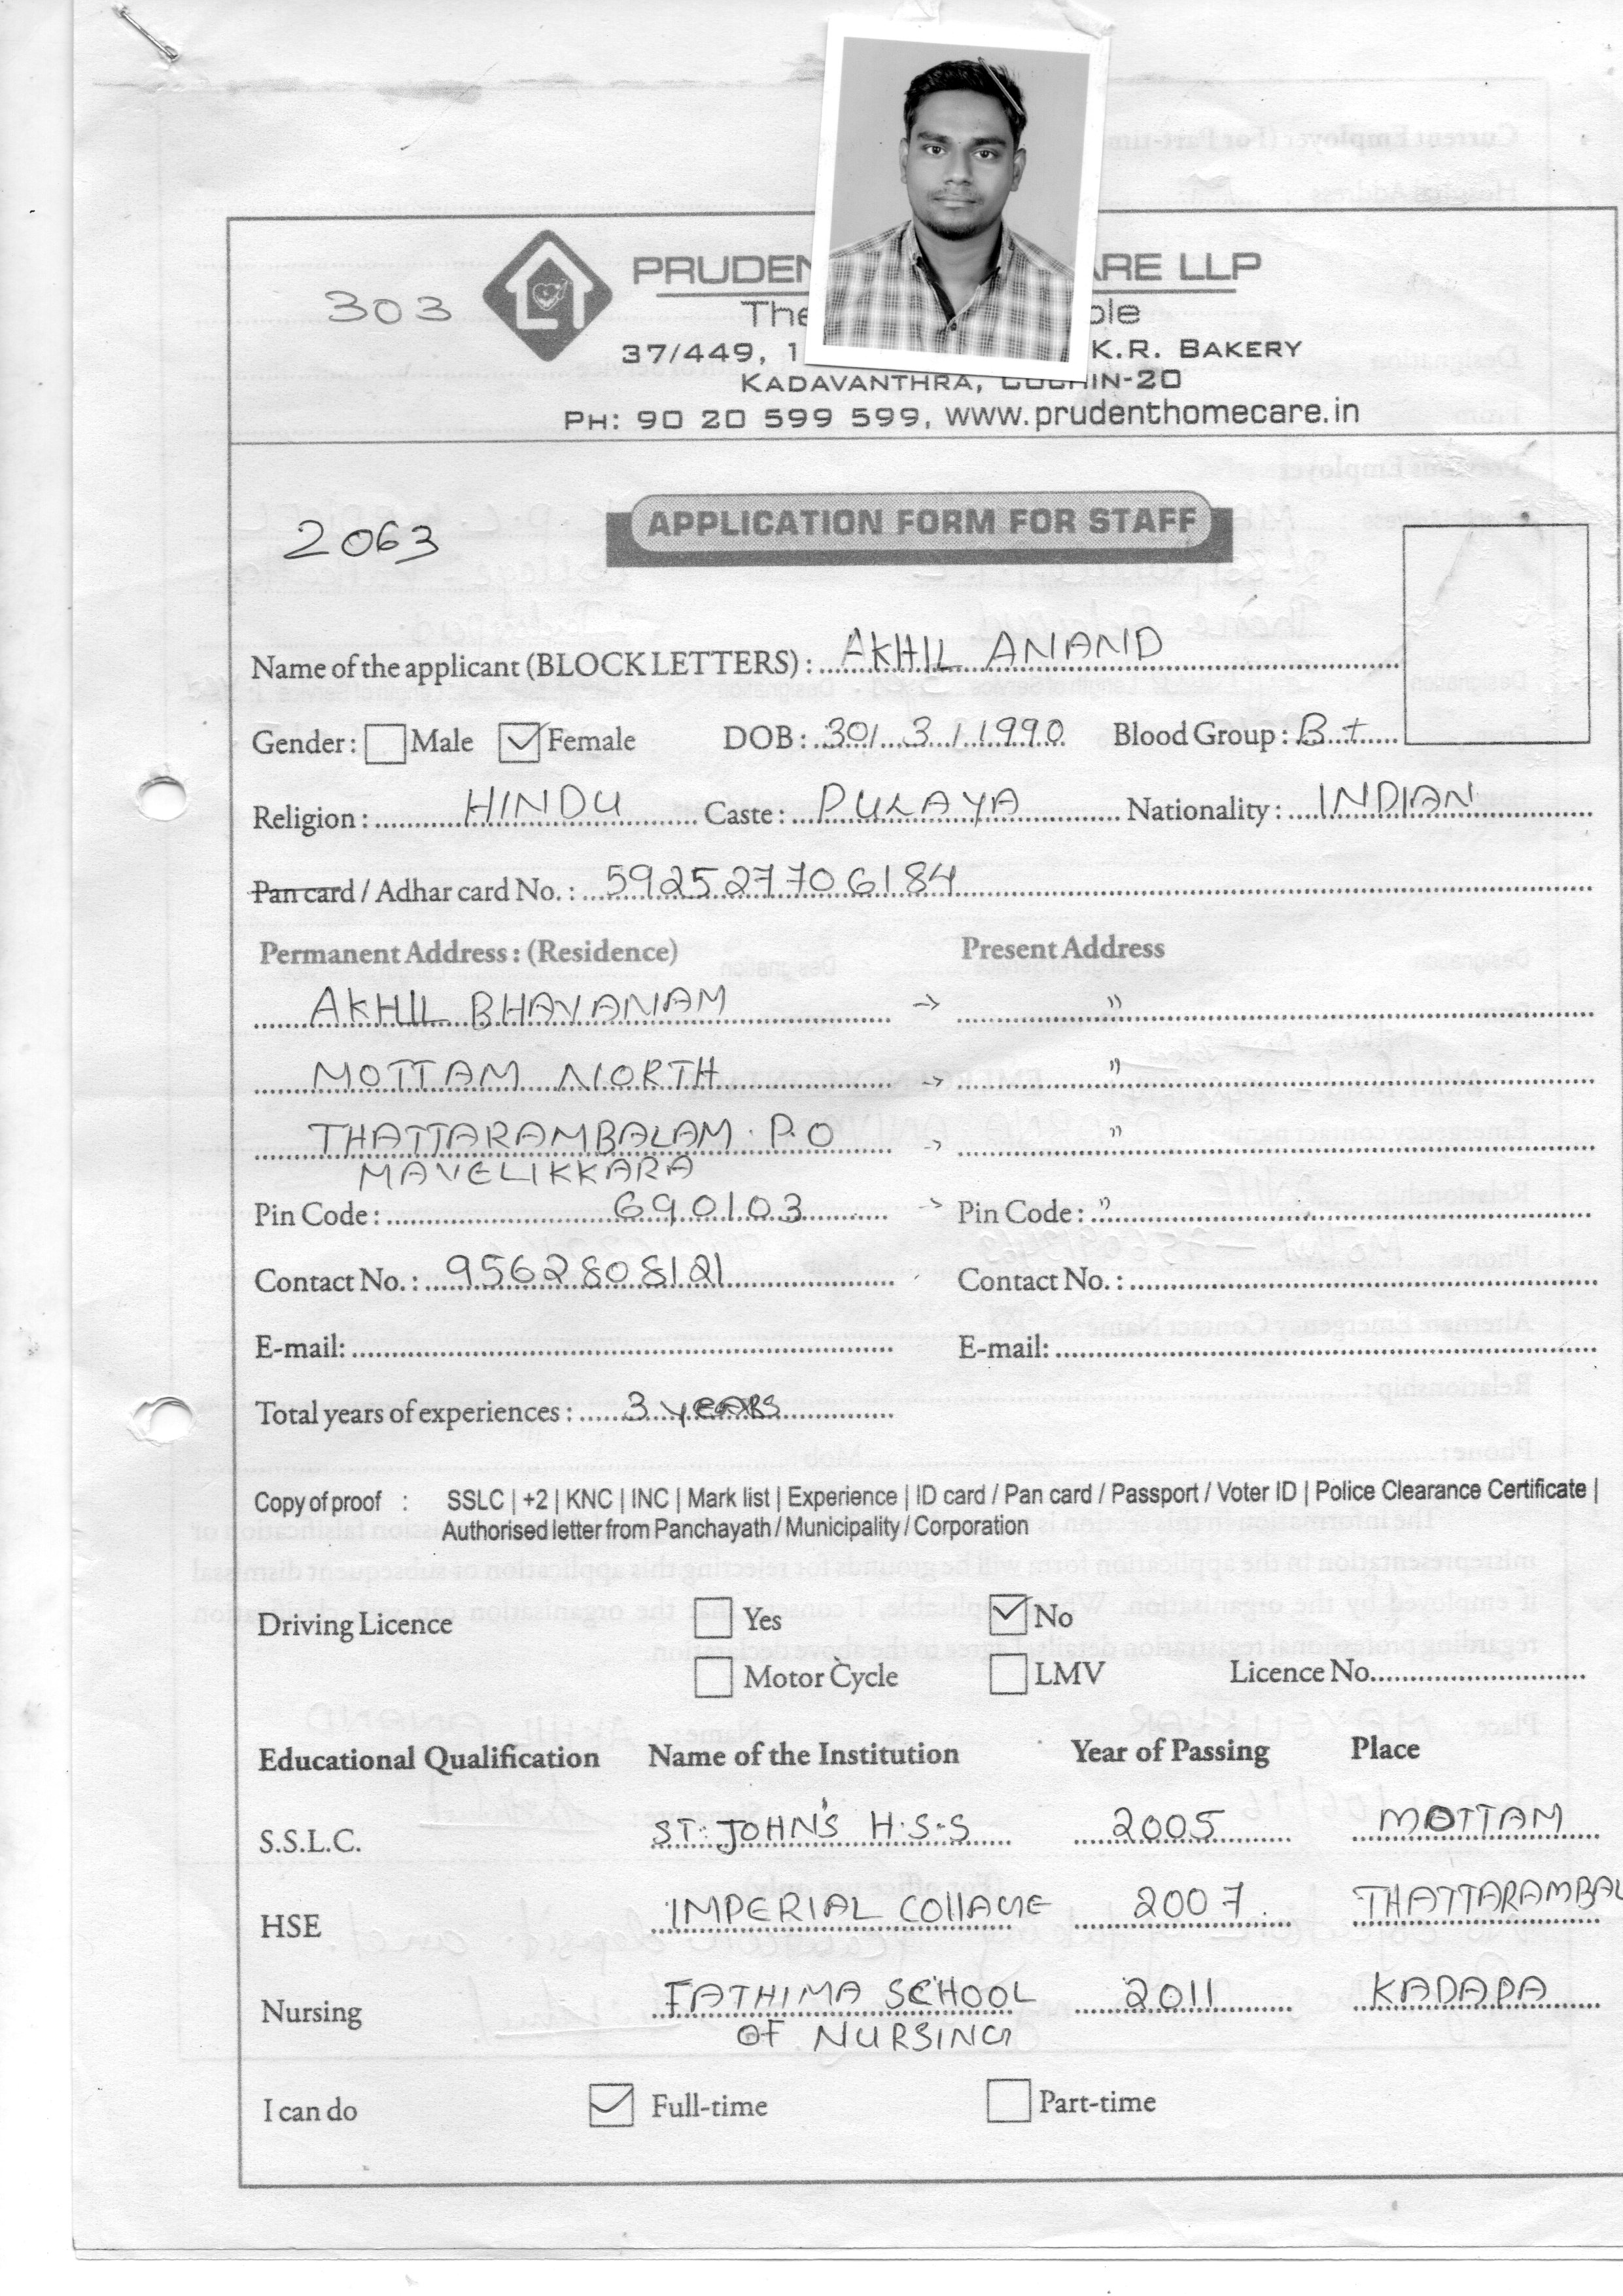 PRUDEN ARE LLP
303
The ple
37/449, 1 K.R. BAKERY
KADAVANTHRA, COCHIN-20
PH: 90 20 599 599, www.prudenthomecare.in
2063
APPLICATION FORM FOR STAFF
Name of the applicant (BLOCK LETTERS) : AKHIL ANAND
Gender : Male Female DOB : 30/ 3 / 1990 Blood Group : B +
Religion : HINDU Caste : PULAYA Nationality : INDIAN
Pan card / Adhar card No. : 592527706184
Permanent Address : (Residence) Present Address
AKHIL BHAVANAM → "
MOTTAM NORTH → "
THATTARAMBALAM . P.O → "
MAVELIKKARA
Pin Code : 690103 → Pin Code : "
Contact No. : 9562808121 Contact No. :
E-mail: E-mail:
Total years of experiences : 3 YEARS
Copy of proof : SSLC | +2 | KNC | INC | Mark list | Experience | ID card / Pan card / Passport / Voter ID | Police Clearance Certificate |
Authorised letter from Panchayath / Municipality / Corporation
Driving Licence Yes No
Motor Cycle LMV Licence No.
Educational Qualification Name of the Institution Year of Passing Place
S.S.L.C. ST. JOHN'S H.S.S 2005 MOTTAM
HSE IMPERIAL COllAGE 2007 THATTARAMBAL
Nursing FATHIMA SCHOOL 2011 KADAPA
OF NURSING
I can do Full-time Part-time